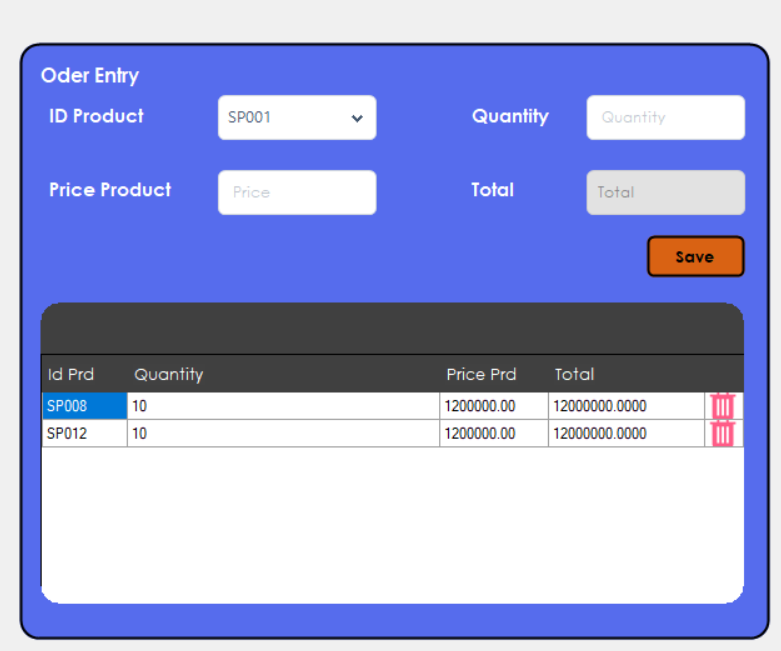 Oder Entry
ID Product SP001 Quantity Quantity
Price Product Price Total Total
Save
Id Prd Quantity Price Prd Total
SP008 10 1200000.00 12000000.0000
SP012 10 1200000.00 12000000.0000